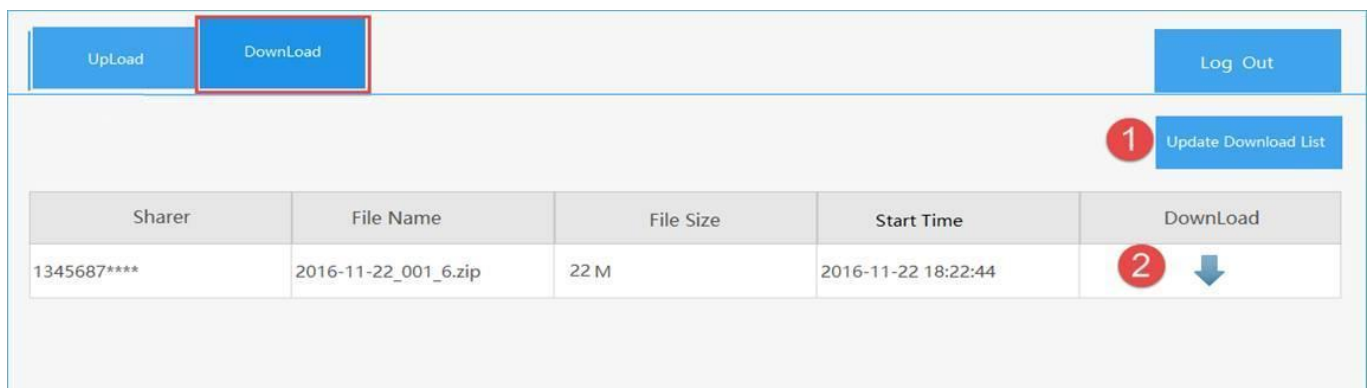 UpLoad
DownLoad
Log Out
1
Update Download List
Sharer File Name File Size Start Time DownLoad
1345687**** 2016-11-22_001_6.zip 22 M 2016-11-22 18:22:44 2